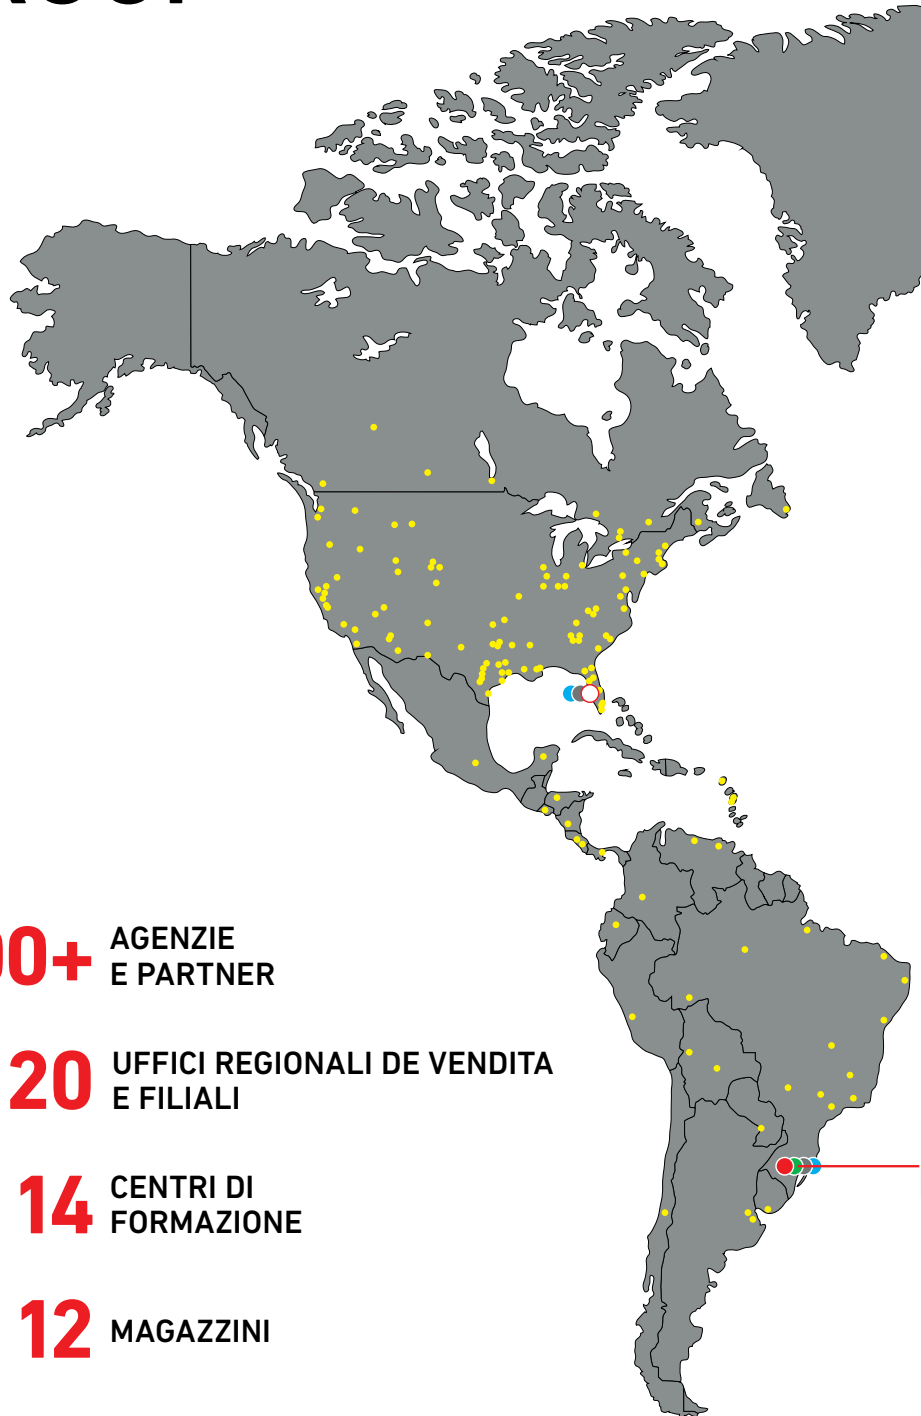 00+ AGENZIE
E PARTNER
20 UFFICI REGIONALI DE VENDITA
E FILIALI
14 CENTRI DI
FORMAZIONE
12 MAGAZZINI